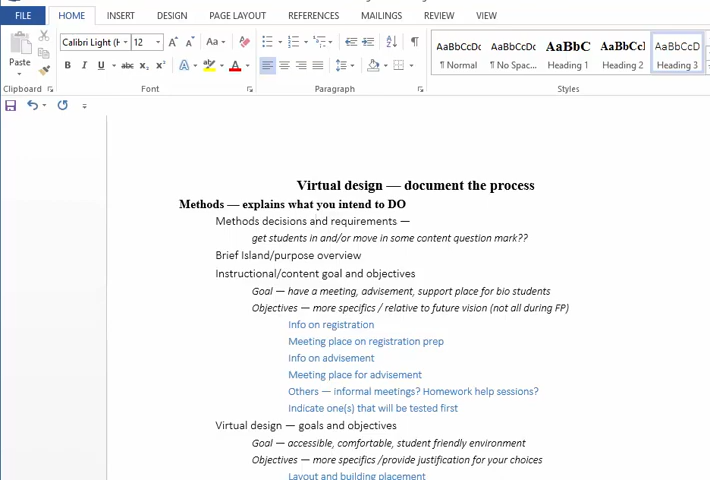 FILE HOME INSERT DESIGN PAGE LAYOUT REFERENCES MAILINGS REVIEW VIEW
Paste
Calibri Light (H 12 A A Aa
B I U abc x₂ x² A ab A
AaBbCcDc AaBbCcDc AaBbC AaBbCcl AaBbCcD
¶ Normal ¶ No Spac... Heading 1 Heading 2 Heading 3
Clipboard Font Paragraph Styles
Virtual design — document the process
Methods — explains what you intend to DO
Methods decisions and requirements —
get students in and/or move in some content question mark??
Brief Island/purpose overview
Instructional/content goal and objectives
Goal — have a meeting, advisement, support place for bio students
Objectives — more specifics / relative to future vision (not all during FP)
Info on registration
Meeting place on registration prep
Info on advisement
Meeting place for advisement
Others — informal meetings? Homework help sessions?
Indicate one(s) that will be tested first
Virtual design — goals and objectives
Goal — accessible, comfortable, student friendly environment
Objectives — more specifics /provide justification for your choices
Layout and building placement